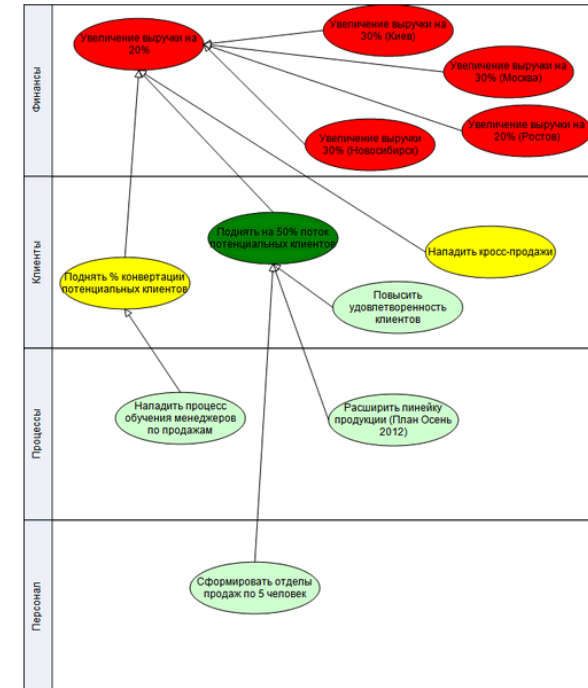 Финансы
Увеличение выручки на
20%
Увеличение выручки на
30% (Киев)
Увеличение выручки на
30% (Москва)
Увеличение выручки на
20% (Ростов)
Увеличение выручки
30% (Новосибирск)
Клиенты
Поднять на 50% поток
потенциальных клиентов
Наладить кросс-продажи
Поднять % конвертации
потенциальных клиентов
Повысить
удовлетворенность
клиентов
Процессы
Наладить процесс
обучения менеджеров
по продажам
Расширить линейку
продукции (План Осень
2012)
Персонал
Сформировать отделы
продаж по 5 человек